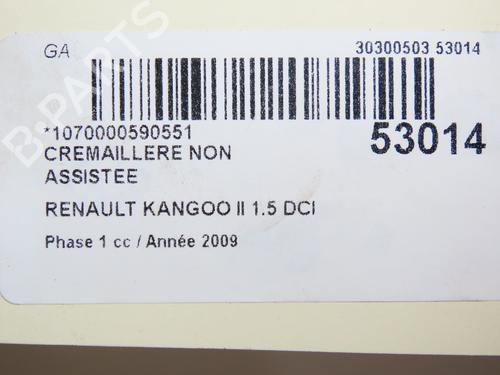 GA
30300503 53014
*1070000590551
53014
CREMAILLERE NON
ASSISTEE
RENAULT KANGOO II 1.5 DCI
Phase 1 cc / Année 2009
B-PARTS